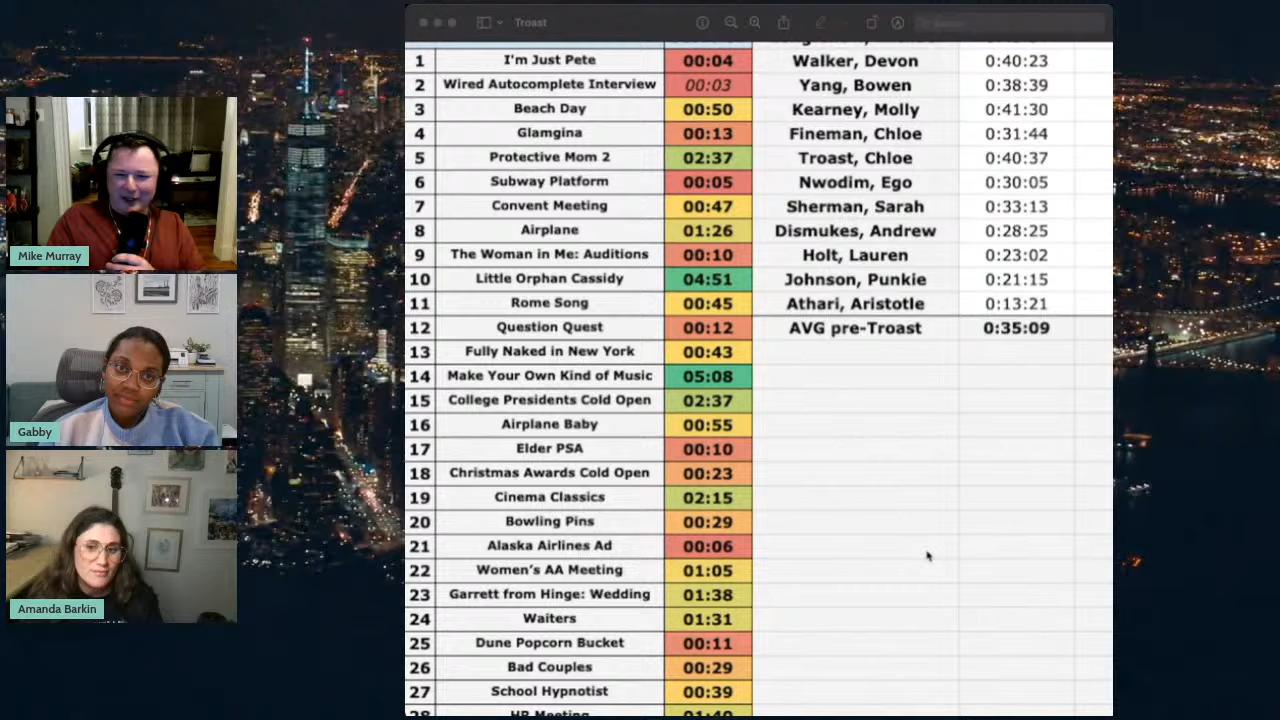 Troast
1 I'm Just Pete 00:04 Walker, Devon 0:40:23
2 Wired Autocomplete Interview 00:03 Yang, Bowen 0:38:39
3 Beach Day 00:50 Kearney, Molly 0:41:30
4 Glamgina 00:13 Fineman, Chloe 0:31:44
5 Protective Mom 2 02:37 Troast, Chloe 0:40:37
6 Subway Platform 00:05 Nwodim, Ego 0:30:05
7 Convent Meeting 00:47 Sherman, Sarah 0:33:13
8 Airplane 01:26 Dismukes, Andrew 0:28:25
9 The Woman in Me: Auditions 00:10 Holt, Lauren 0:23:02
10 Little Orphan Cassidy 04:51 Johnson, Punkie 0:21:15
11 Rome Song 00:45 Athari, Aristotle 0:13:21
12 Question Quest 00:12 AVG pre-Troast 0:35:09
13 Fully Naked in New York 00:43
14 Make Your Own Kind of Music 05:08
15 College Presidents Cold Open 02:37
16 Airplane Baby 00:55
17 Elder PSA 00:10
18 Christmas Awards Cold Open 00:23
19 Cinema Classics 02:15
20 Bowling Pins 00:29
21 Alaska Airlines Ad 00:06
22 Women's AA Meeting 01:05
23 Garrett from Hinge: Wedding 01:38
24 Waiters 01:31
25 Dune Popcorn Bucket 00:11
26 Bad Couples 00:29
27 School Hypnotist 00:39
28 HR Meeting 01:40
Mike Murray
Gabby
Amanda Barkin